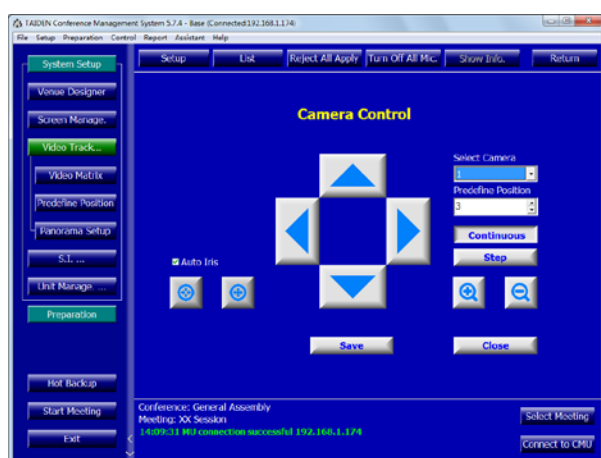 TAIDEN Conference Management System 5.7.4 - Base (Connected:192.168.1.174)
File Setup Preparation Control Report Assistant Help
System Setup
Venue Designer
Screen Manage.
Video Track...
Video Matrix
Predefine Position
Panorama Setup
S.I. ...
Unit Manage. ...
Preparation
Hot Backup
Start Meeting
Exit
Setup List Reject All Apply Turn Off All Mic. Show Info. Return
Camera Control
Select Camera
1
Predefine Position
3
Continuous
Step
Auto Iris
Save Close
Conference: General Assembly
Meeting: XX Session
14:09:31 MU connection successful 192.168.1.174
Select Meeting
Connect to CMU